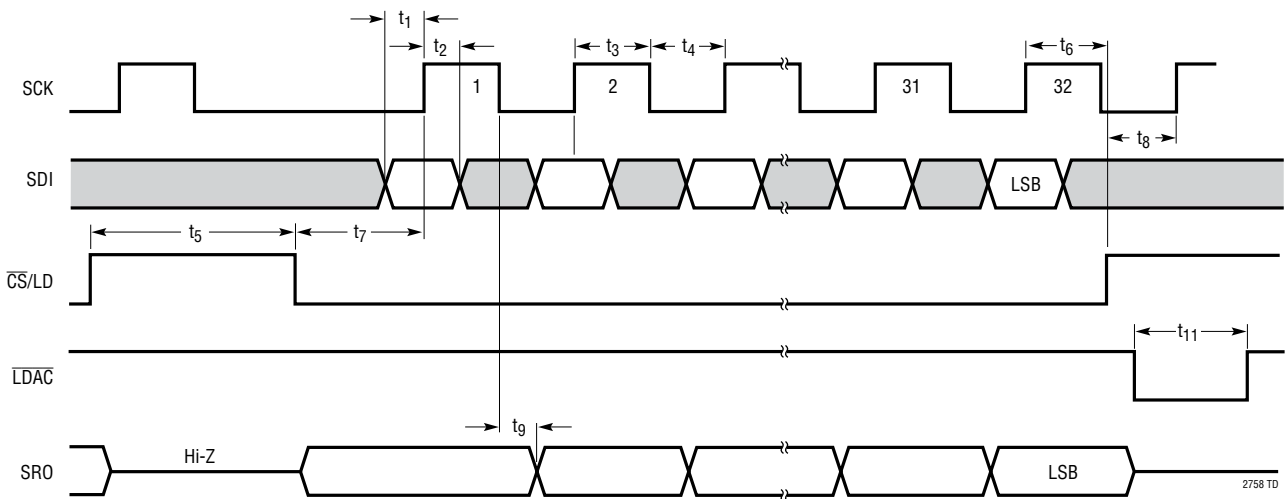 t1
t2
t3
t4
t6
SCK
1
2
31
32
t8
SDI
LSB
t5
t7
CS/LD
t11
LDAC
t9
SRO
Hi-Z
LSB
2758 TD